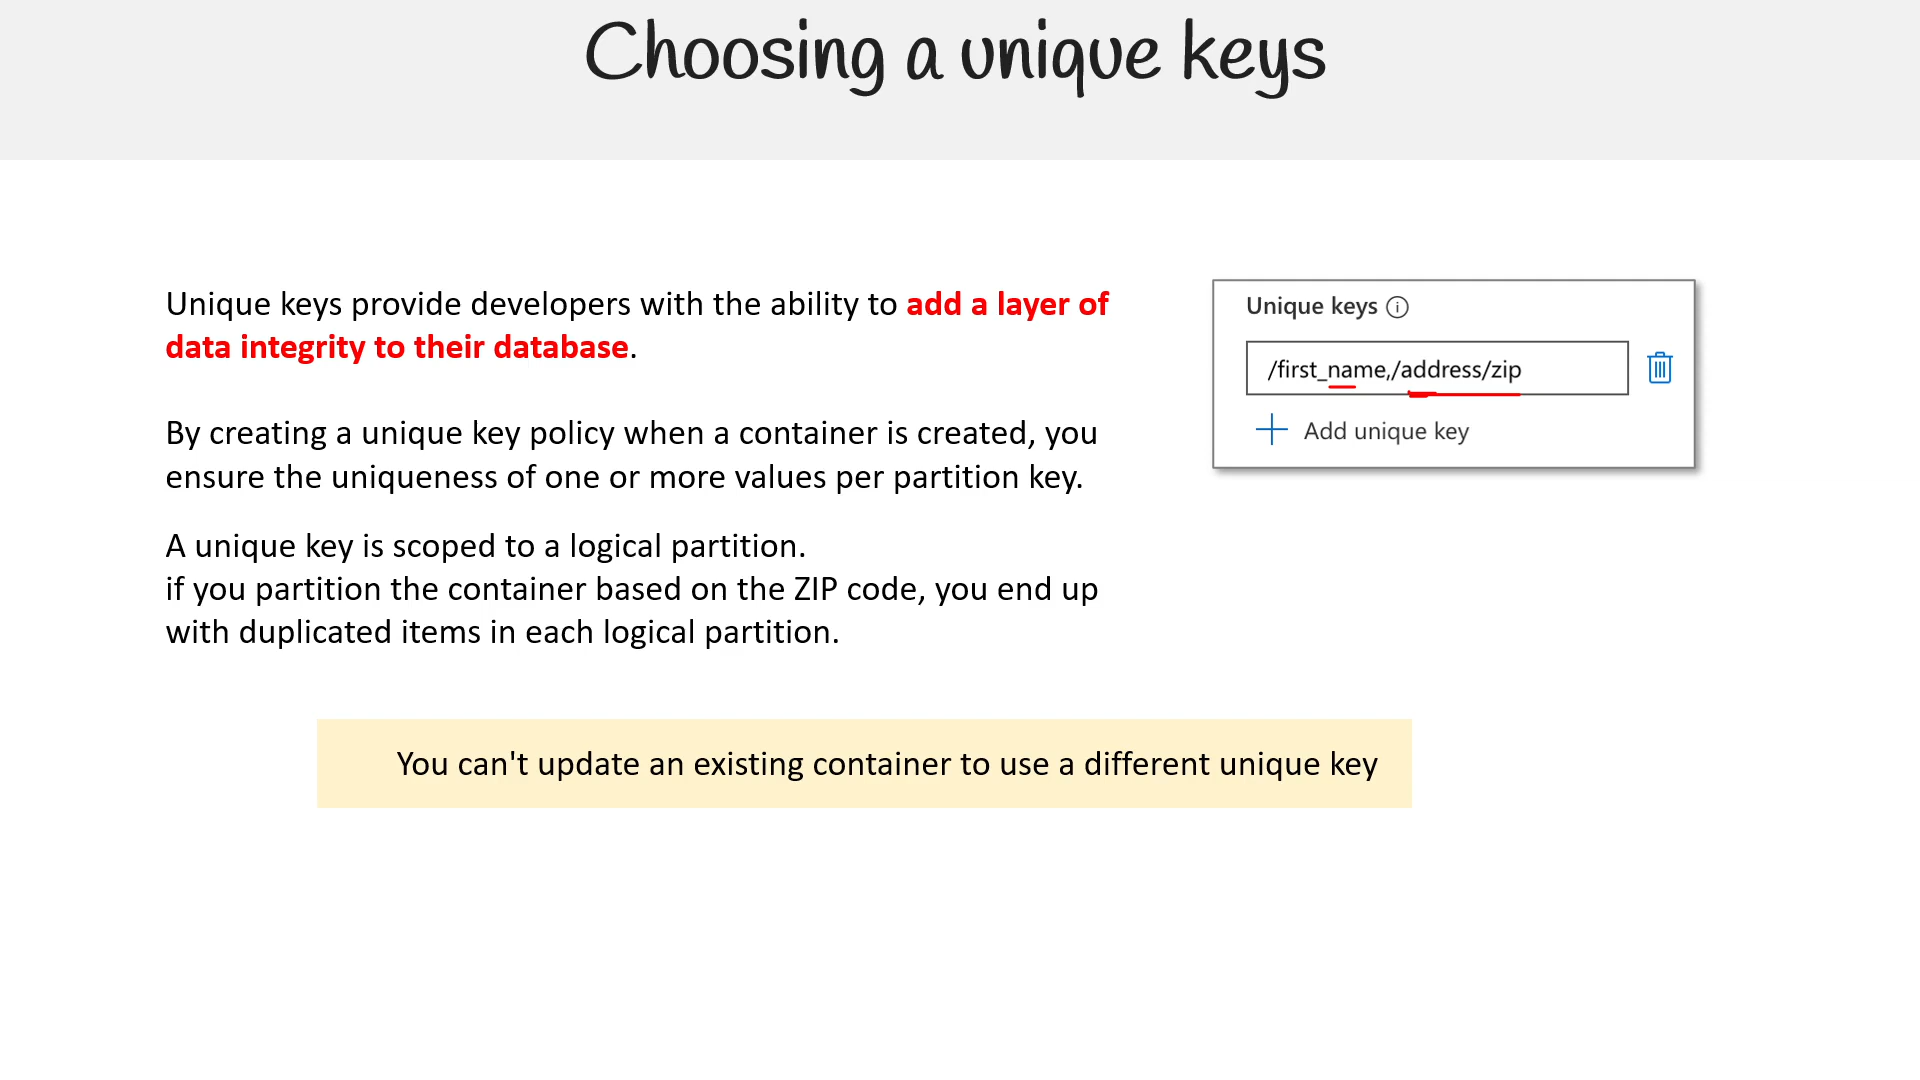 Choosing a unique keys
Unique keys provide developers with the ability to add a layer of
data integrity to their database.
By creating a unique key policy when a container is created, you
ensure the uniqueness of one or more values per partition key.
A unique key is scoped to a logical partition.
if you partition the container based on the ZIP code, you end up
with duplicated items in each logical partition.
Unique keys
/first_name,/address/zip
Add unique key
You can't update an existing container to use a different unique key